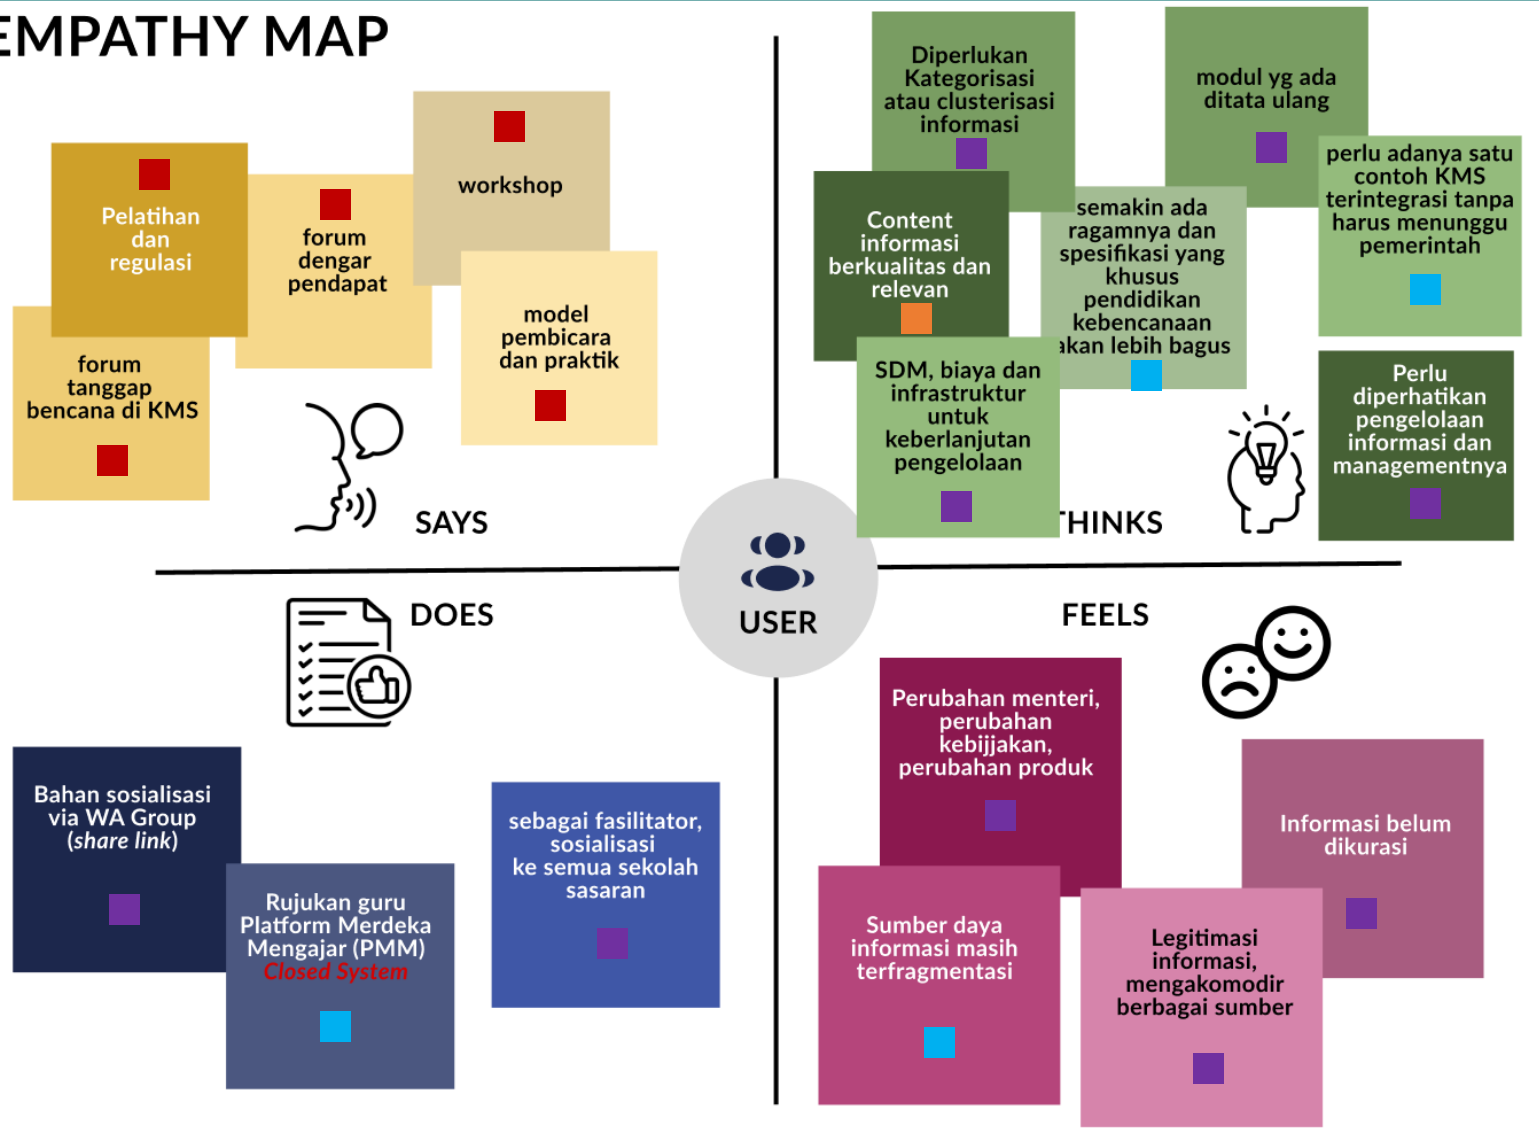 EMPATHY MAP
Pelatihan
dan
regulasi
forum
dengar
pendapat
workshop
forum
tanggap
bencana di KMS
model
pembicara
dan praktik
SAYS
Diperlukan
Kategorisasi
atau clusterisasi
informasi
modul yg ada
ditata ulang
perlu adanya satu
contoh KMS
terintegrasi tanpa
harus menunggu
pemerintah
Content
informasi
berkualitas dan
relevan
semakin ada
ragamnya dan
spesifikasi yang
khusus
pendidikan
kebencanaan
akan lebih bagus
SDM, biaya dan
infrastruktur
untuk
keberlanjutan
pengelolaan
Perlu
diperhatikan
pengelolaan
informasi dan
managementnya
THINKS
USER
DOES
Bahan sosialisasi
via WA Group
(share link)
Rujukan guru
Platform Merdeka
Mengajar (PMM)
Closed System
sebagai fasilitator,
sosialisasi
ke semua sekolah
sasaran
FEELS
Perubahan menteri,
perubahan
kebijjakan,
perubahan produk
Informasi belum
dikurasi
Sumber daya
informasi masih
terfragmentasi
Legitimasi
informasi,
mengakomodir
berbagai sumber